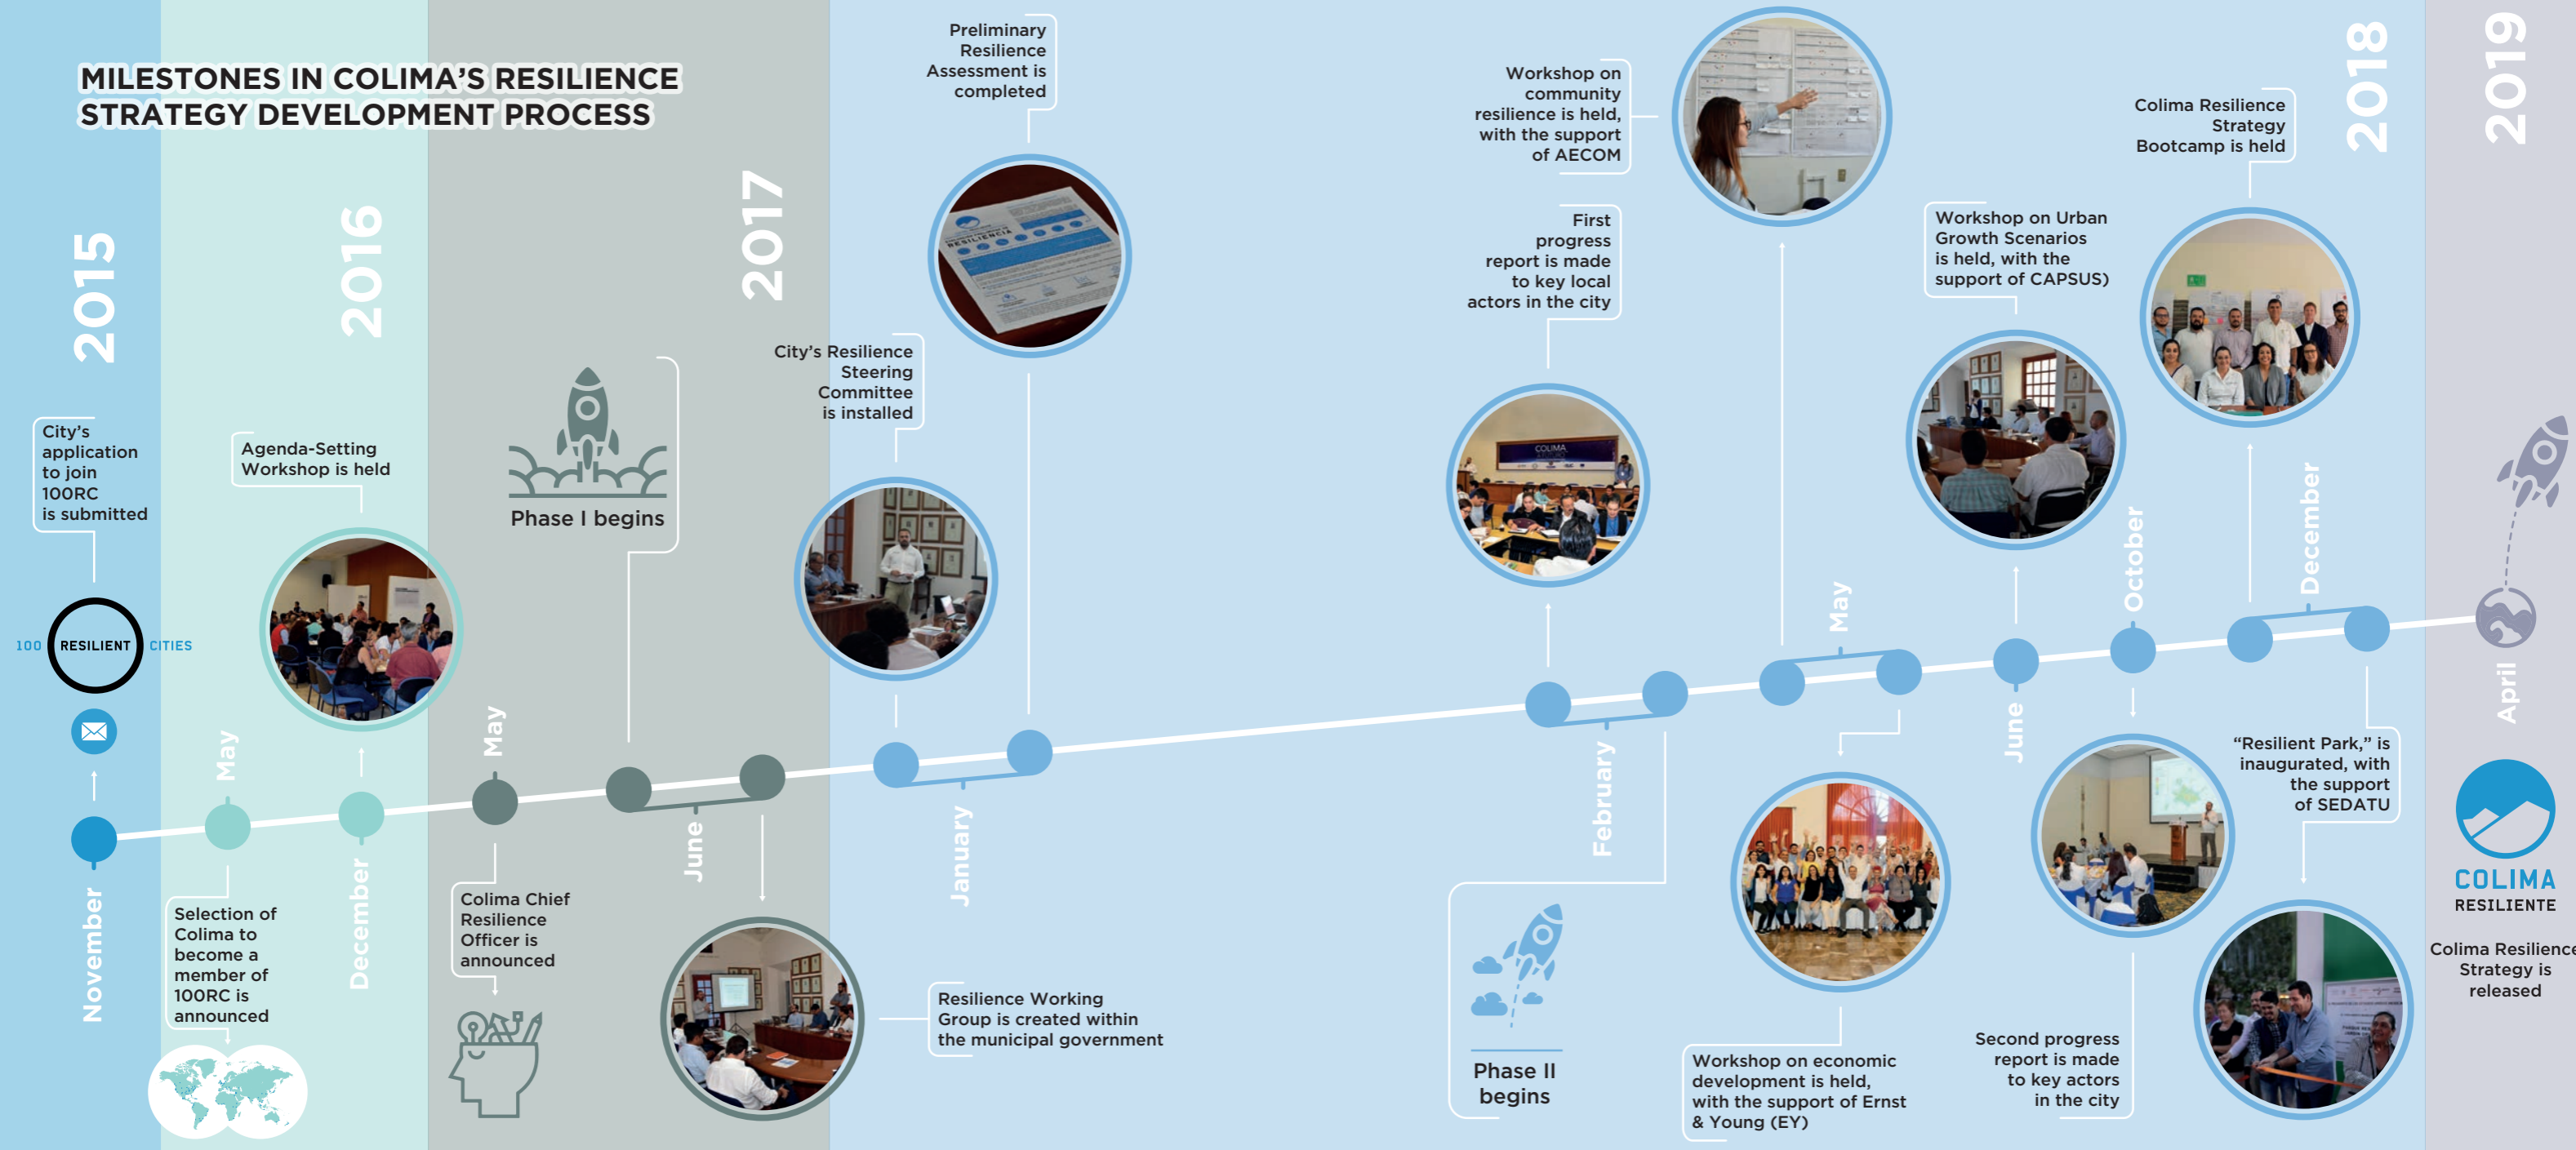 MILESTONES IN COLIMA'S RESILIENCE
STRATEGY DEVELOPMENT PROCESS
2015
City's
application
to join
100RC
is submitted
100 RESILIENT CITIES
November
2016
May
Selection of
Colima to
become a
member of
100RC is
announced
Agenda-Setting
Workshop is held
December
2017
May
Colima Chief
Resilience
Officer is
announced
Phase I begins
June
Resilience Working
Group is created within
the municipal government
2018
City's Resilience
Steering
Committee
is installed
January
Preliminary
Resilience
Assessment is
completed
RESILIENCIA
First
progress
report is made
to key local
actors in the city
COLIMA
February
Phase II
begins
Workshop on
community
resilience is held,
with the support
of AECOM
May
Workshop on economic
development is held,
with the support of Ernst
& Young (EY)
Workshop on Urban
Growth Scenarios
is held, with the
support of CAPSUS)
June
October
Second progress
report is made
to key actors
in the city
Colima Resilience
Strategy
Bootcamp is held
December
"Resilient Park," is
inaugurated, with
the support
of SEDATU
2019
April
COLIMA
RESILIENTE
Colima Resilience
Strategy is
released